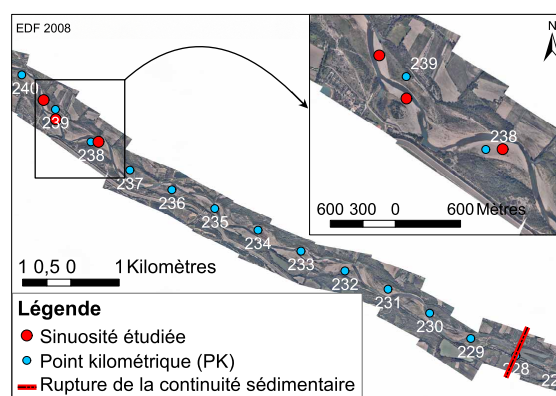 EDF 2008
N
239
238
600 300 0 600 Mètres
240
239
238
237
236
235
234
233
232
231
230
229
228
1 0,5 0 1 Kilomètres
Légende
Sinuosité étudiée
Point kilométrique (PK)
Rupture de la continuité sédimentaire